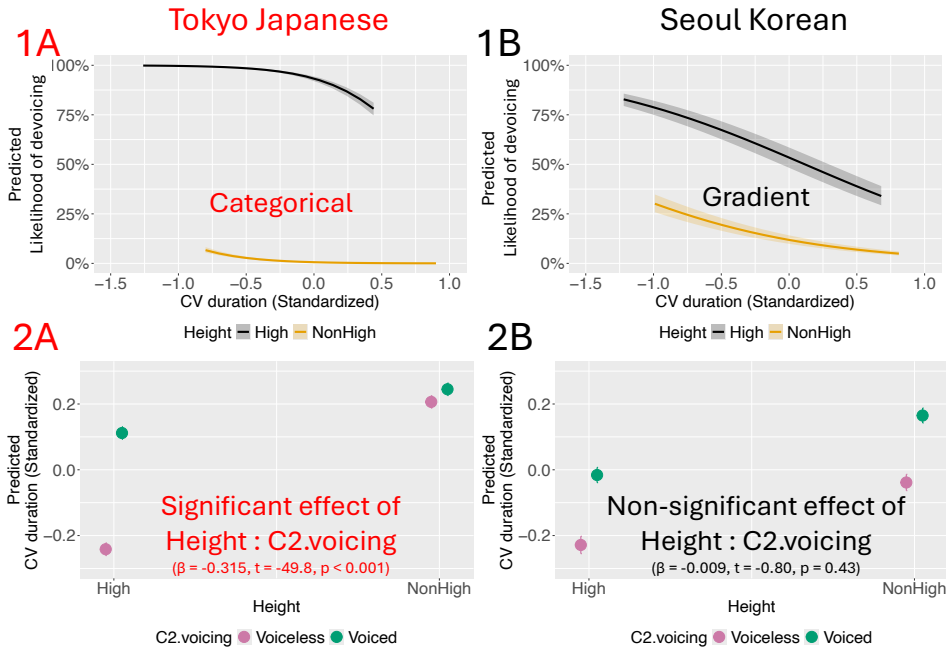 Tokyo Japanese
Seoul Korean
1A
1B
Predicted
Likelihood of devoicing
100%
75%
50%
25%
0%
Categorical
−1.5
−1.0
−0.5
0.0
0.5
1.0
CV duration (Standardized)
Height High NonHigh
Predicted
Likelihood of devoicing
100%
75%
50%
25%
0%
Gradient
−1.5
−1.0
−0.5
0.0
0.5
1.0
CV duration (Standardized)
Height High NonHigh
2A
2B
Predicted
CV duration (Standardized)
0.2
0.0
−0.2
Significant effect of
Height : C2.voicing
(β = -0.315, t = -49.8, p < 0.001)
High
NonHigh
Height
C2.voicing Voiceless Voiced
Predicted
CV duration (Standardized)
0.2
0.0
−0.2
Non-significant effect of
Height : C2.voicing
(β = -0.009, t = -0.80, p = 0.43)
High
NonHigh
Height
C2.voicing Voiceless Voiced